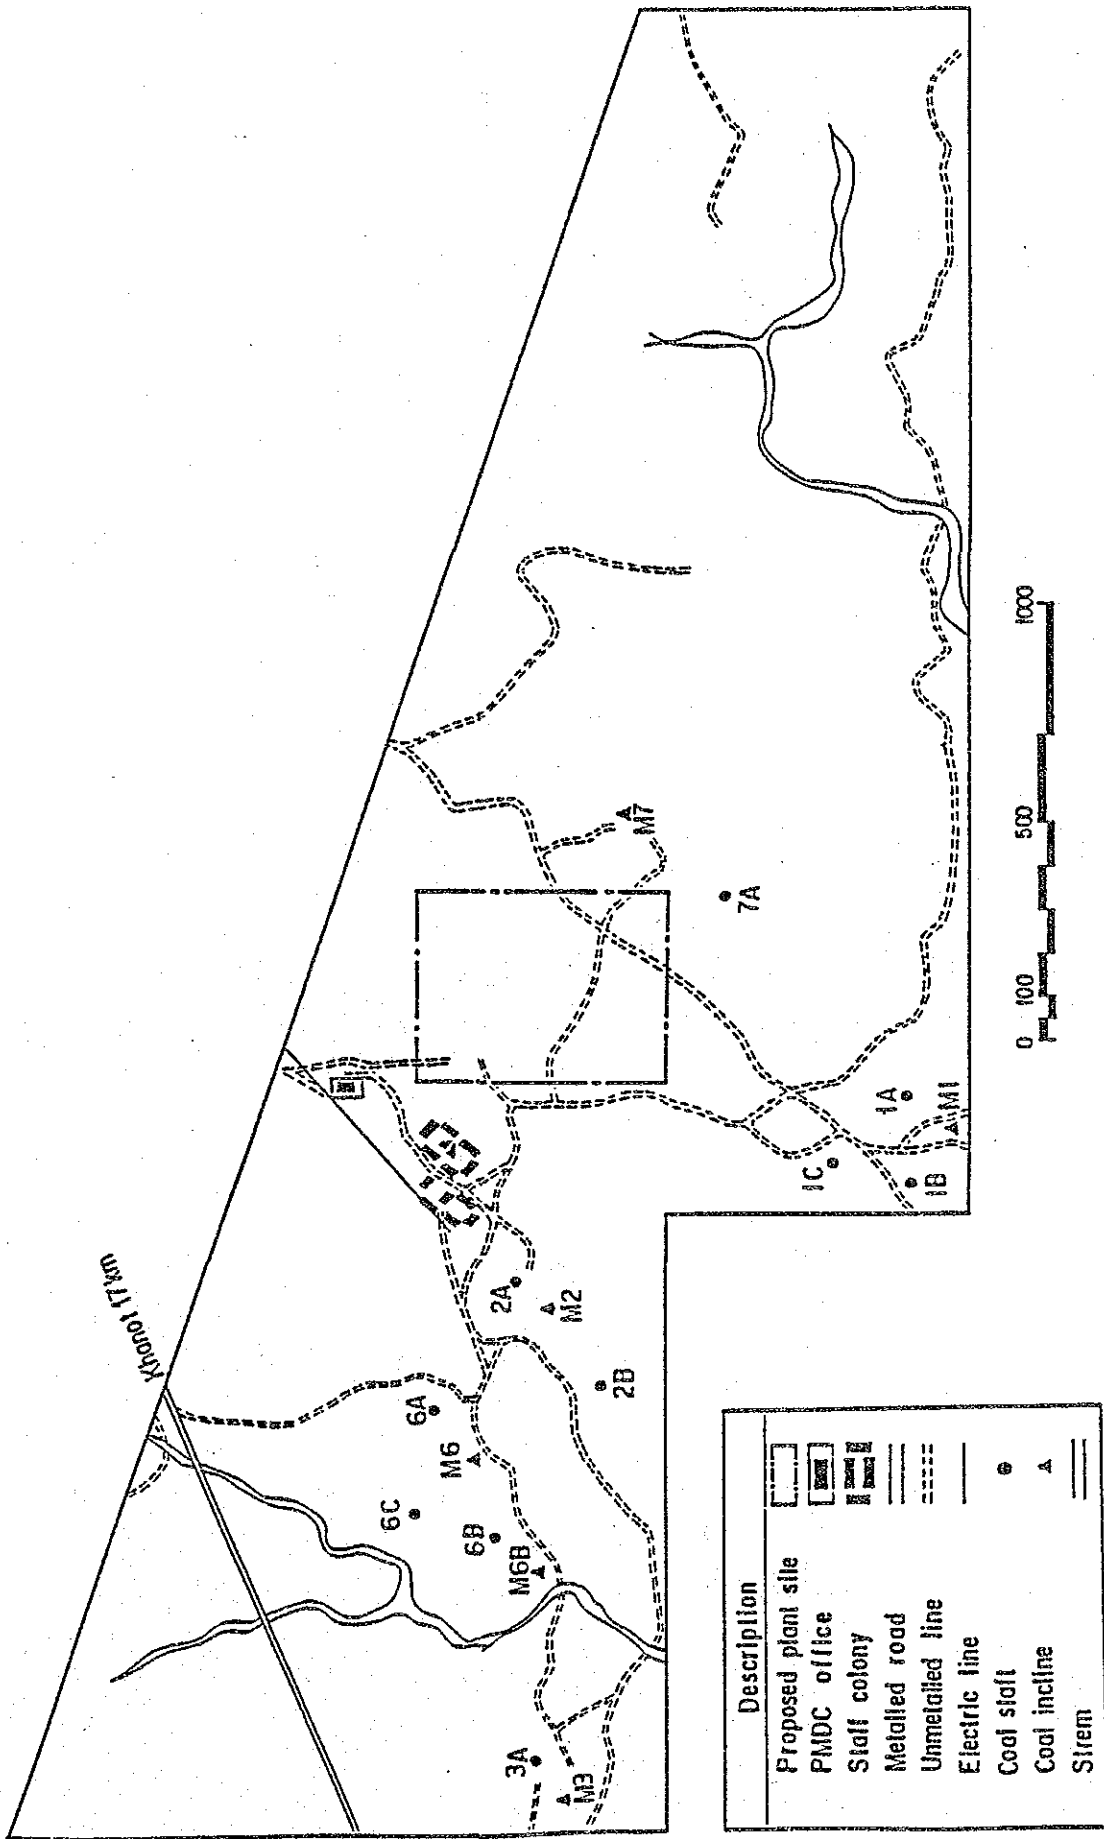 Khanot 17km
M7
7A
1A
M1
1C
1B
2A
M2
2B
6A
M6
6C
6B
M6B
3A
M3
0 100 500 1000
Description
Proposed plant site
PMDC office
Staff colony
Metalled road
Unmetalled line
Electric line
Coal staft
Coal incline
Strem